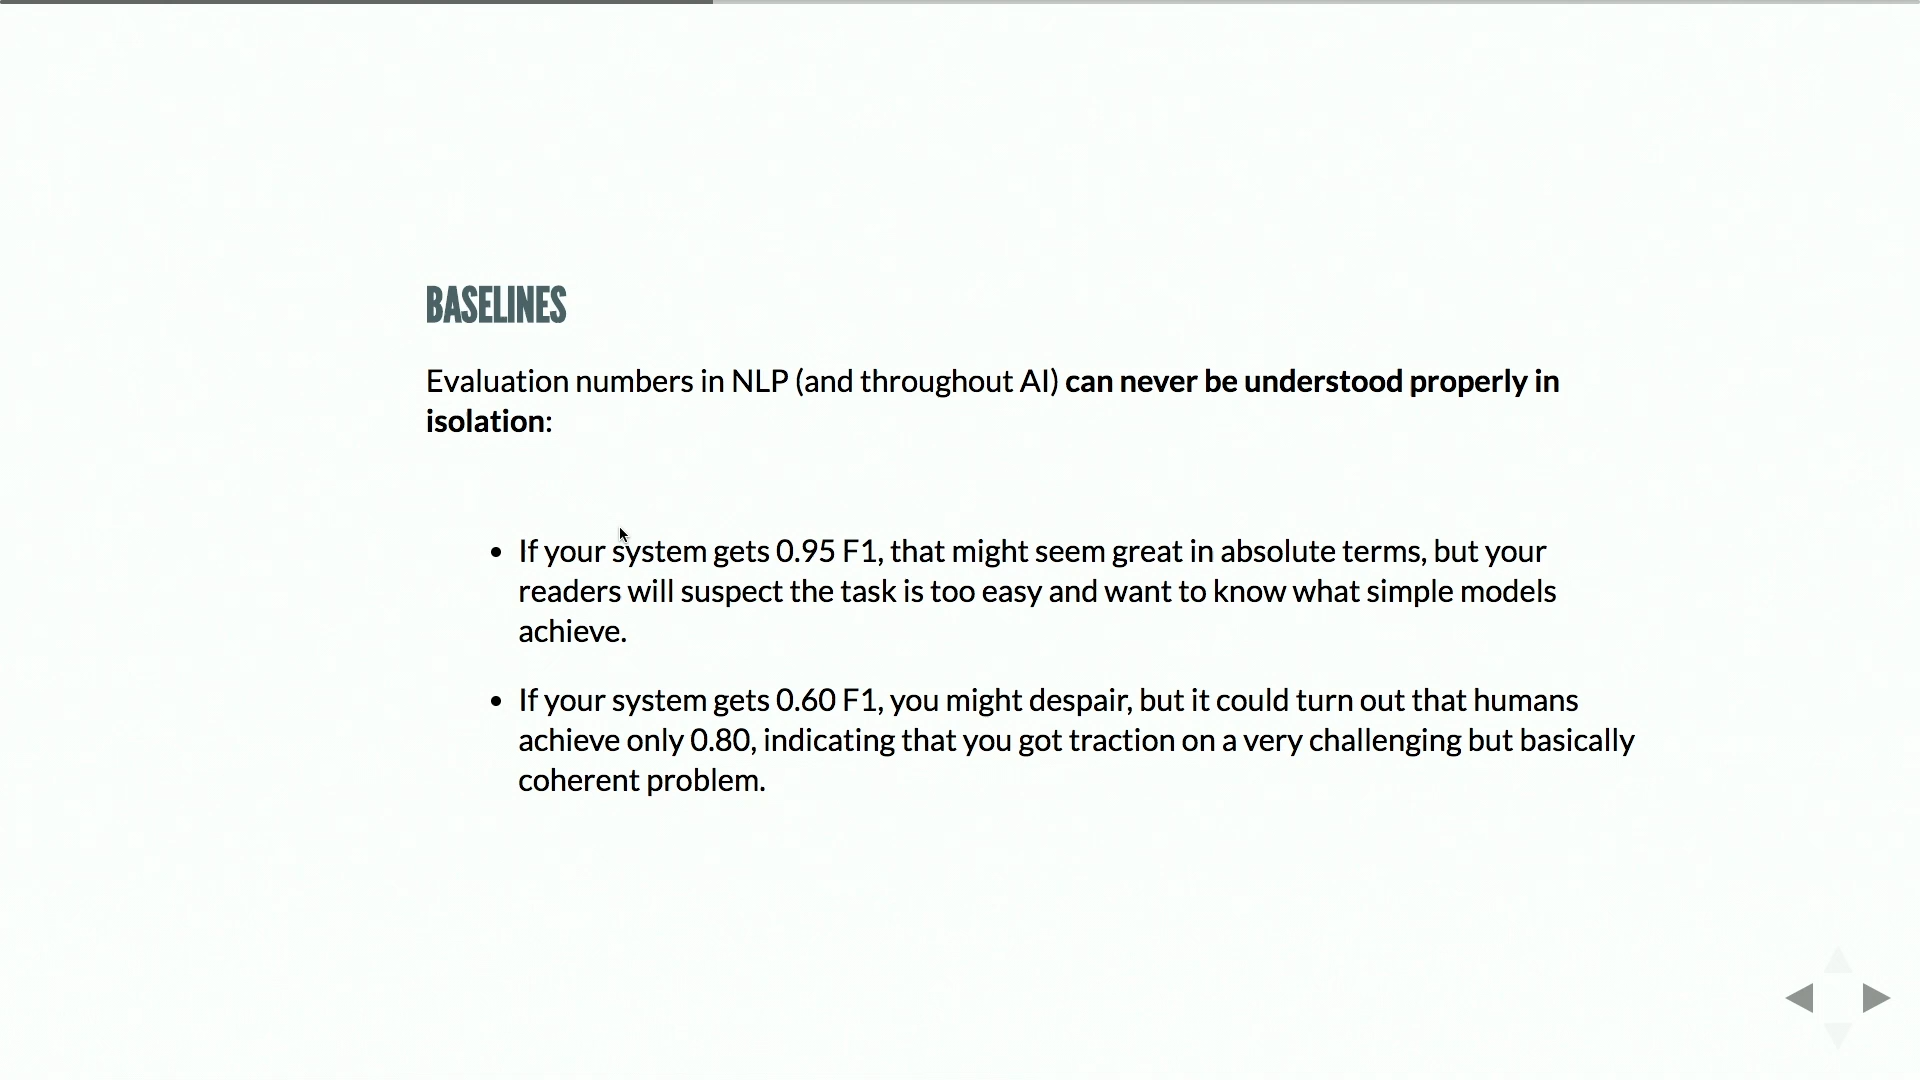 BASELINES
Evaluation numbers in NLP (and throughout AI) can never be understood properly in
isolation:
• If your system gets 0.95 F1, that might seem great in absolute terms, but your
readers will suspect the task is too easy and want to know what simple models
achieve.
• If your system gets 0.60 F1, you might despair, but it could turn out that humans
achieve only 0.80, indicating that you got traction on a very challenging but basically
coherent problem.